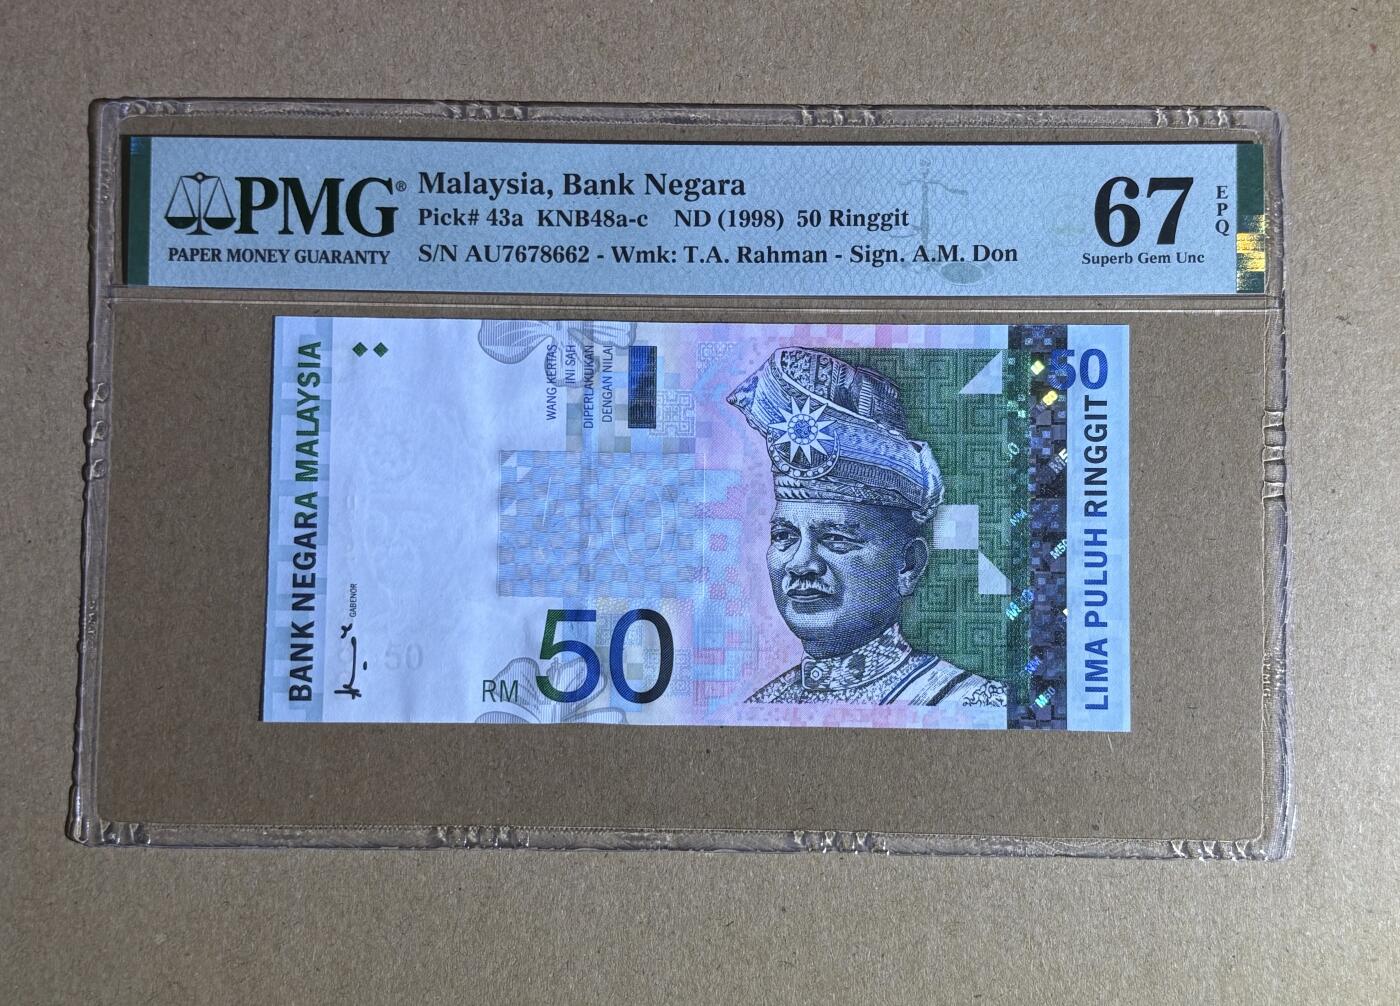 PMG®
PAPER MONEY GUARANTY
Malaysia, Bank Negara
Pick# 43a KNB48a-c ND (1998) 50 Ringgit
S/N AU7678662 - Wmk: T.A. Rahman - Sign. A.M. Don
67
EPQ
Superb Gem Unc
BANK NEGARA MALAYSIA
WANG KERTAS
INI SAH
DIPERLAKUKAN
DENGAN NILAI
GABENOR
50
RM 50
50
LIMA PULUH RINGGIT